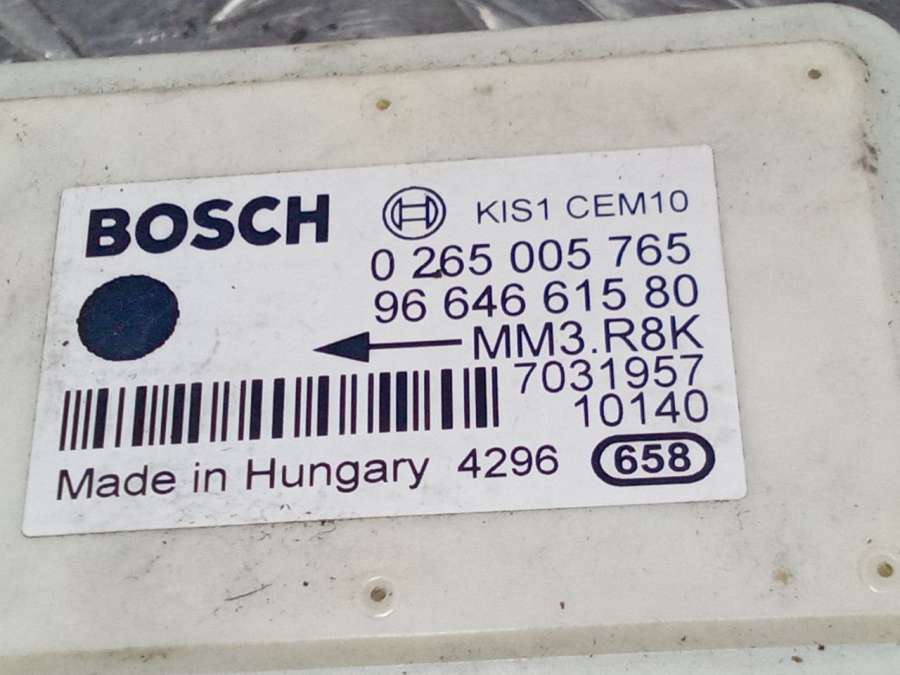 BOSCH KIS1 CEM10
0 265 005 765
96 646 615 80
MM3.R8K
7031957
10140
Made in Hungary 4296 658